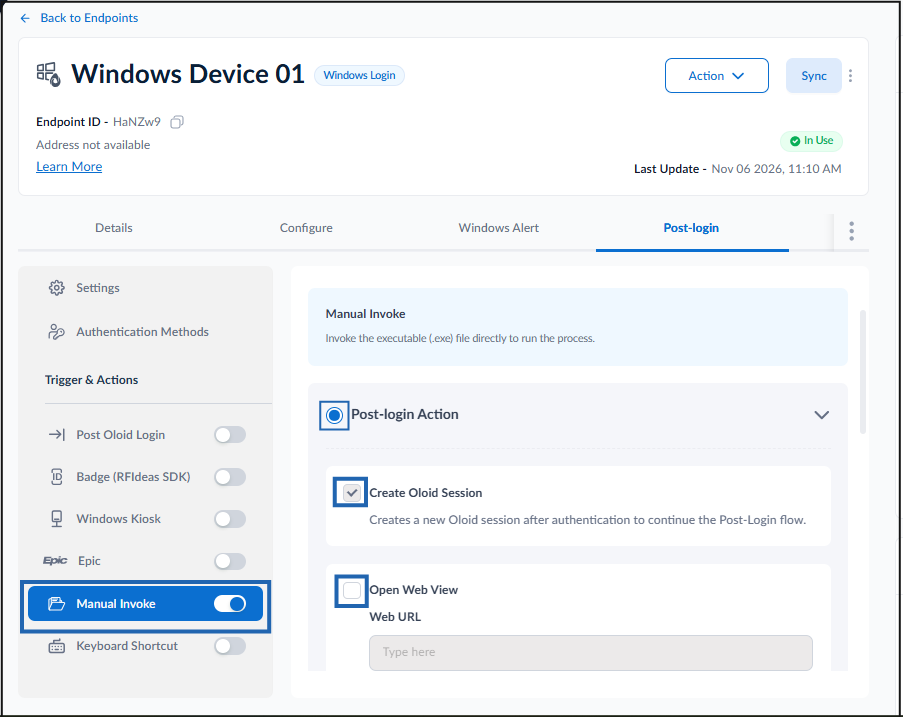 Back to Endpoints
Windows Device 01
Windows Login
Action
Sync
Endpoint ID - HaNZw9
Address not available
Learn More
In Use
Last Update - Nov 06 2026, 11:10 AM
Details
Configure
Windows Alert
Post-login
Settings
Authentication Methods
Trigger & Actions
Post Oloid Login
ID
Badge (RFIdeas SDK)
Windows Kiosk
Epic
Epic
Manual Invoke
Keyboard Shortcut
Manual Invoke
Invoke the executable (.exe) file directly to run the process.
Post-login Action
Create Oloid Session
Creates a new Oloid session after authentication to continue the Post-Login flow.
Open Web View
Web URL
Type here